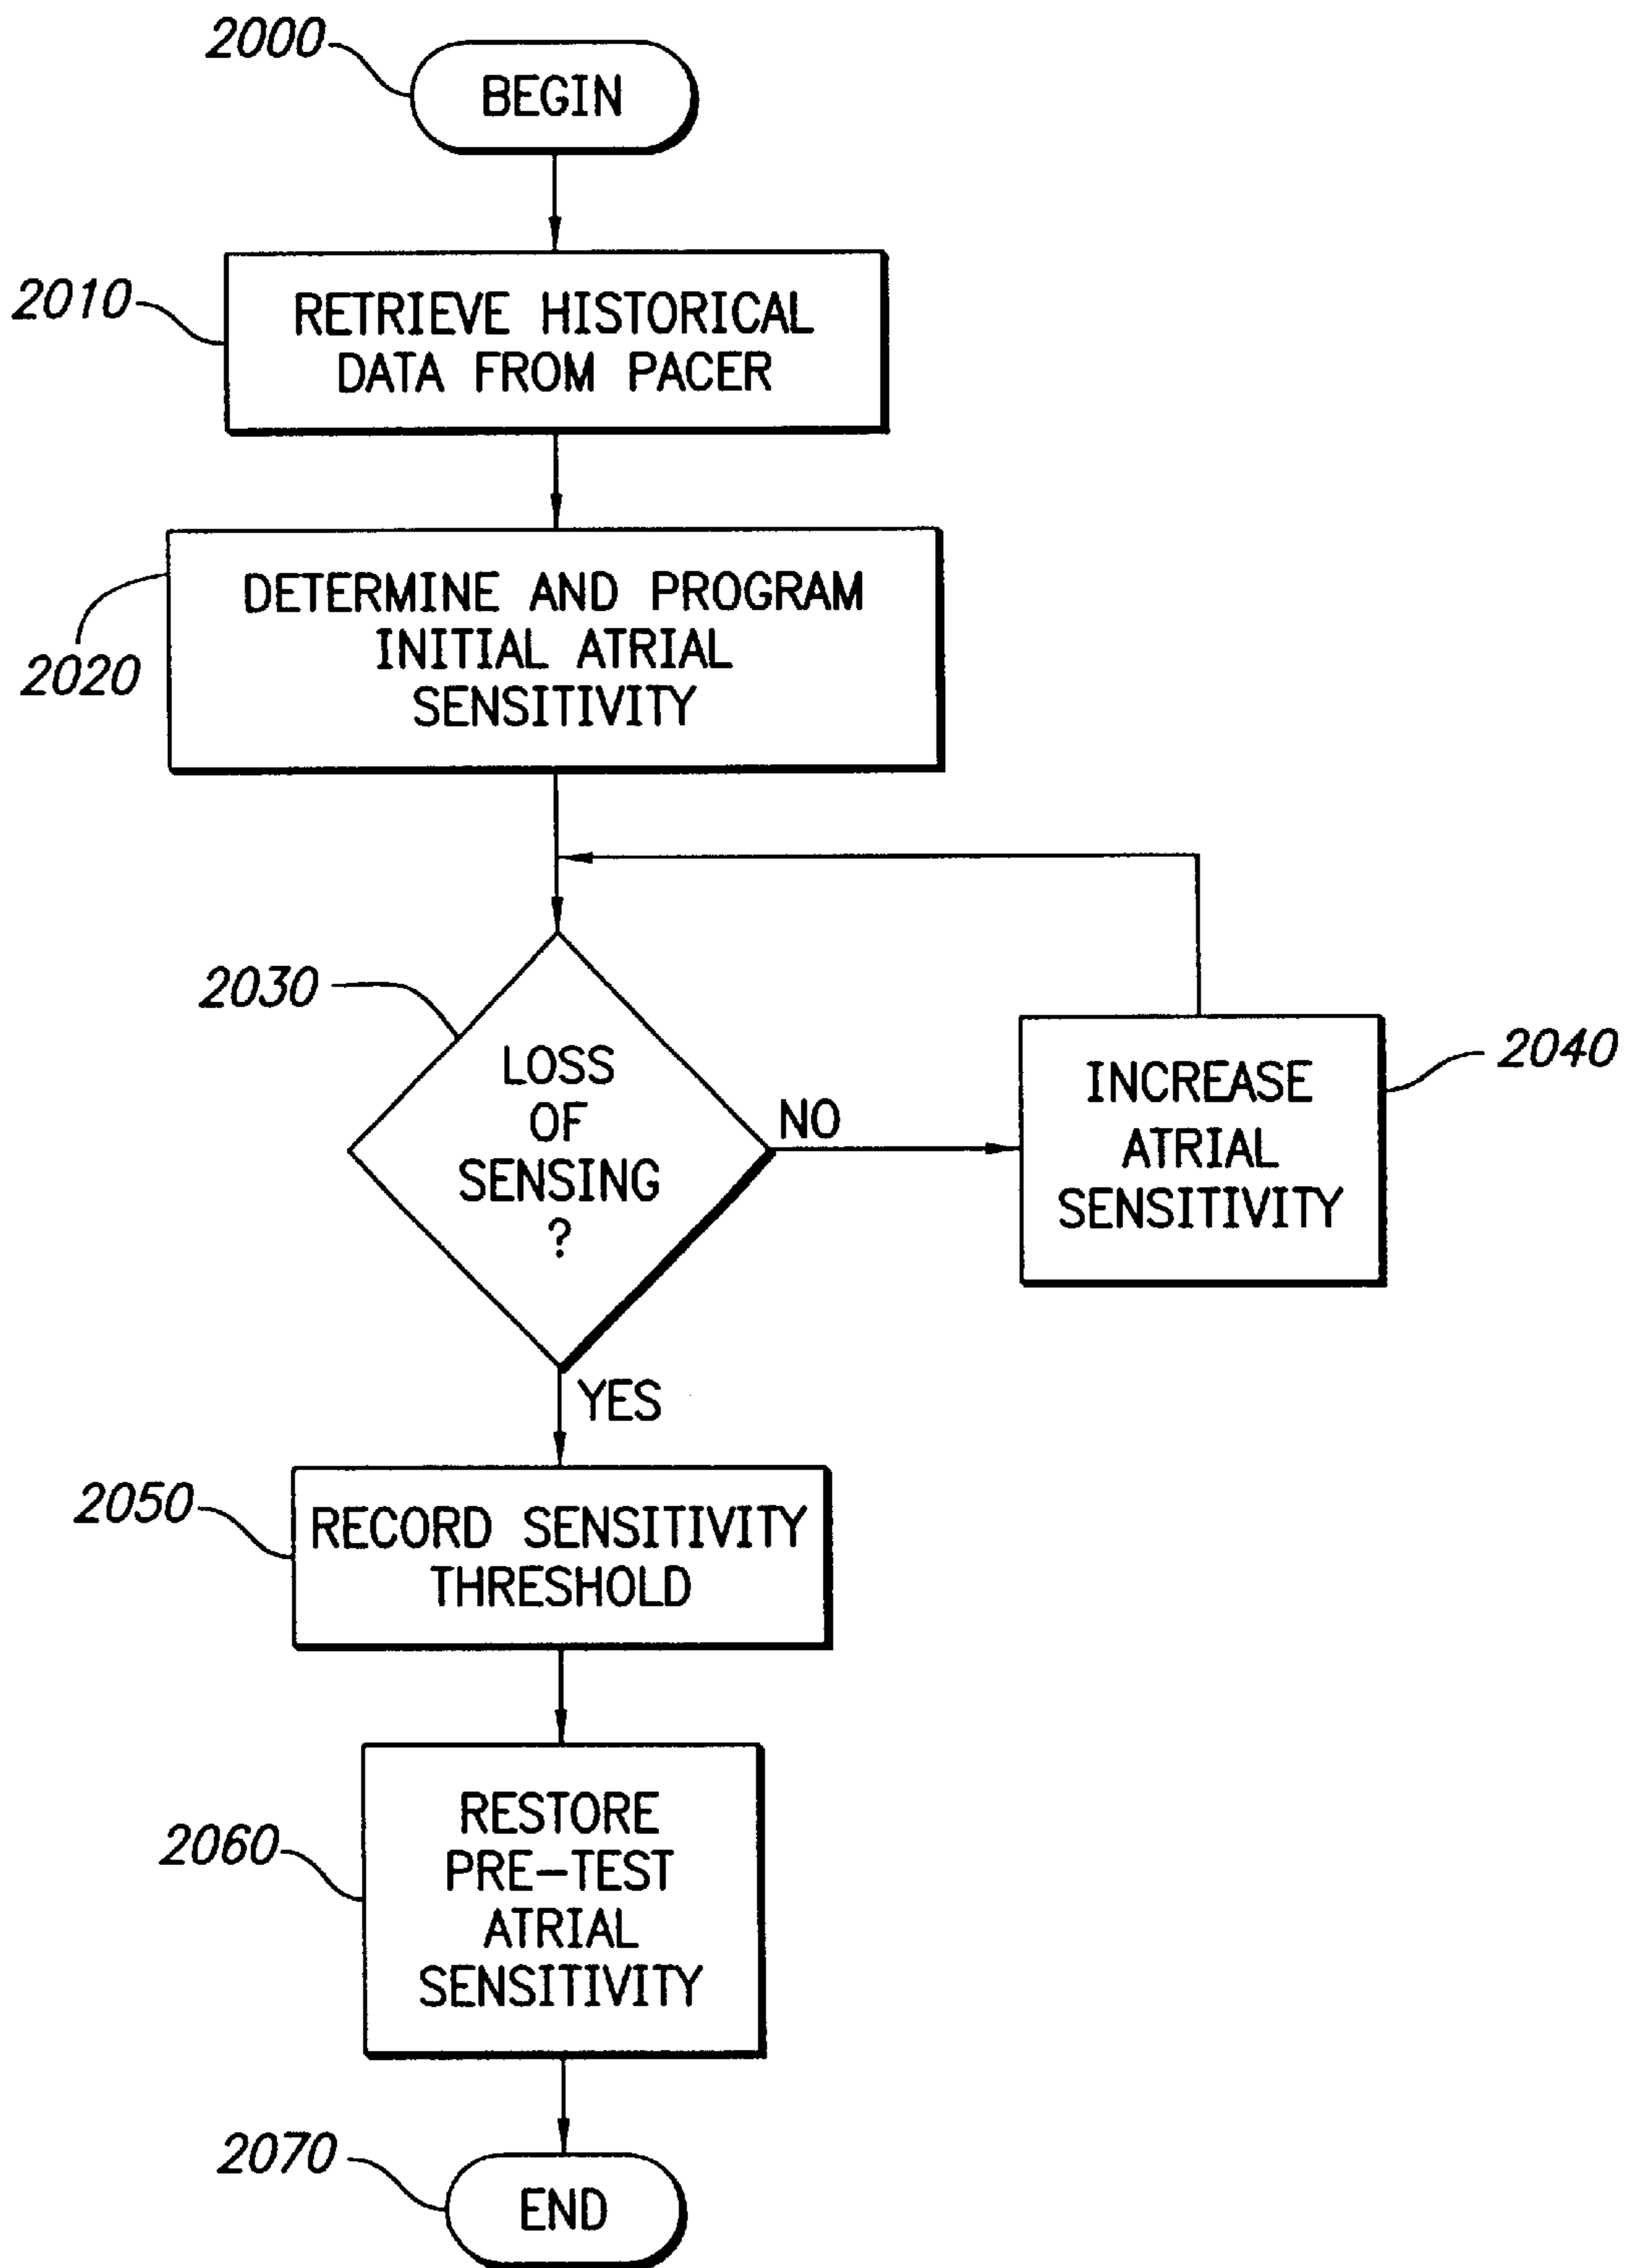 2000
BEGIN
2010
RETRIEVE HISTORICAL
DATA FROM PACER
2020
DETERMINE AND PROGRAM
INITIAL ATRIAL
SENSITIVITY
2030
LOSS
OF
SENSING
?
NO
INCREASE
ATRIAL
SENSITIVITY
2040
YES
2050
RECORD SENSITIVITY
THRESHOLD
2060
RESTORE
PRE-TEST
ATRIAL
SENSITIVITY
2070
END